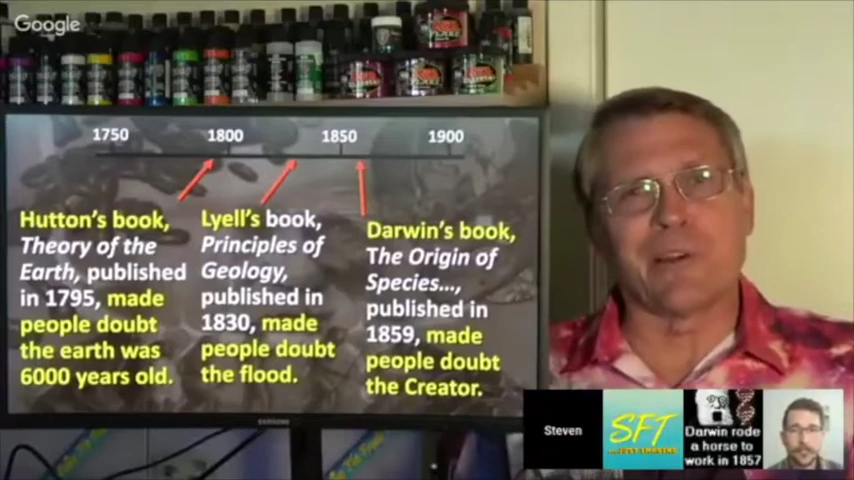 Google
1750
1800
1850
1900
Hutton's book,
Theory of the
Earth, published
in 1795, made
people doubt
the earth was
6000 years old.
Lyell's book,
Principles of
Geology,
published in
1830, made
people doubt
the flood.
Darwin's book,
The Origin of
Species...,
published in
1859, made
people doubt
the Creator.
SAMSUNG
Steven
SFT
Darwin rode
a horse to
work in 1857